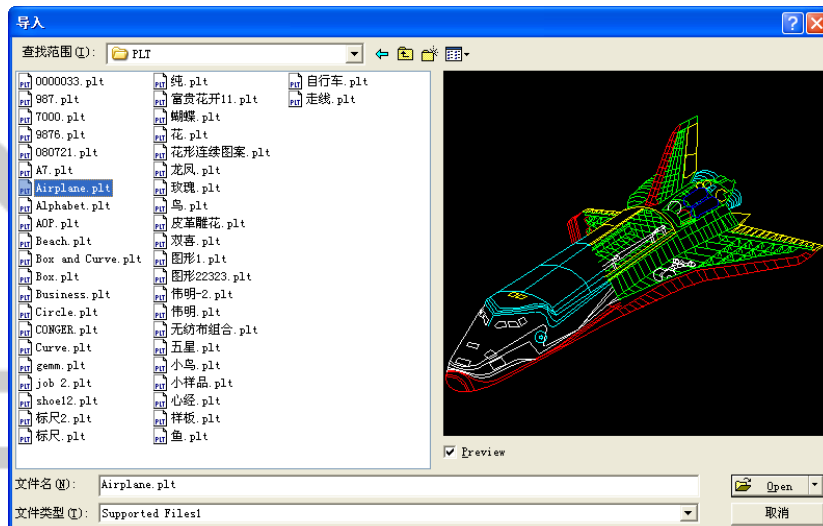 导入
查找范围(I):
PLT
0000033.plt
987.plt
7000.plt
9876.plt
080721.plt
A7.plt
Airplane.plt
Alphabet.plt
AOP.plt
Beach.plt
Box and Curve.plt
Box.plt
Business.plt
Circle.plt
CONGER.plt
Curve.plt
gemm.plt
job 2.plt
shoe12.plt
标尺2.plt
标尺.plt
纯.plt
富贵花开11.plt
蝴蝶.plt
花.plt
花形连续图案.plt
龙凤.plt
玫瑰.plt
鸟.plt
皮革雕花.plt
双喜.plt
图形1.plt
图形22323.plt
伟明-2.plt
伟明.plt
无纺布组合.plt
五星.plt
小鸟.plt
小样品.plt
心经.plt
样板.plt
鱼.plt
自行车.plt
走线.plt
Preview
文件名(N):
Airplane.plt
Open
文件类型(T):
Supported Files1
取消